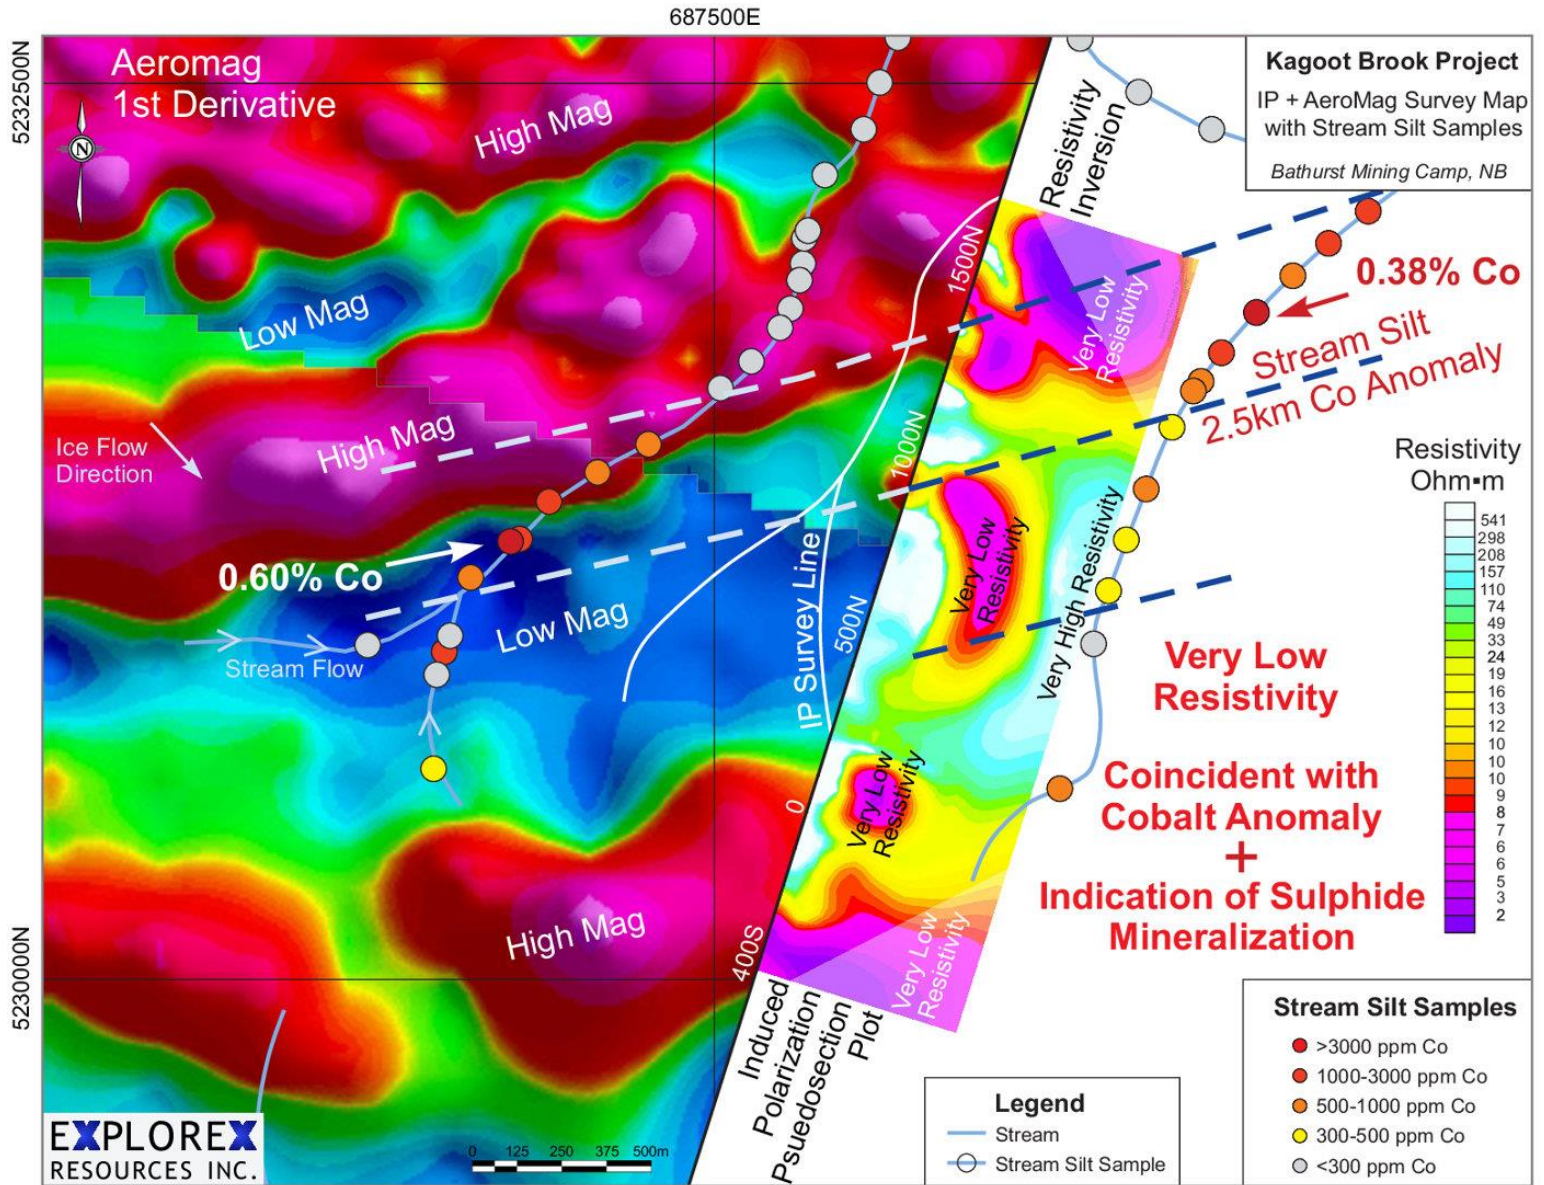 687500E
5232500N
5230000N
Aeromag
1st Derivative
N
High Mag
Low Mag
High Mag
Ice Flow
Direction
0.60% Co
Stream Flow
Low Mag
High Mag
IP Survey Line
1500N
1000N
500N
0
400S
Resistivity
Inversion
Very Low
Resistivity
Very Low
Resistivity
Very High Resistivity
Very Low
Resistivity
Very Low
Resistivity
Induced
Polarization
Psuedosection
Plot
Kagoot Brook Project
IP + AeroMag Survey Map
with Stream Silt Samples
Bathurst Mining Camp, NB
0.38% Co
Stream Silt
2.5km Co Anomaly
Very Low
Resistivity
Coincident with
Cobalt Anomaly
+
Indication of Sulphide
Mineralization
Resistivity
Ohm▪m
541
298
208
157
110
74
49
33
24
19
16
13
12
10
10
10
9
8
7
6
6
5
3
2
Stream Silt Samples
>3000 ppm Co
1000-3000 ppm Co
500-1000 ppm Co
300-500 ppm Co
<300 ppm Co
Legend
Stream
Stream Silt Sample
0 125 250 375 500m
EXPLOREX
RESOURCES INC.